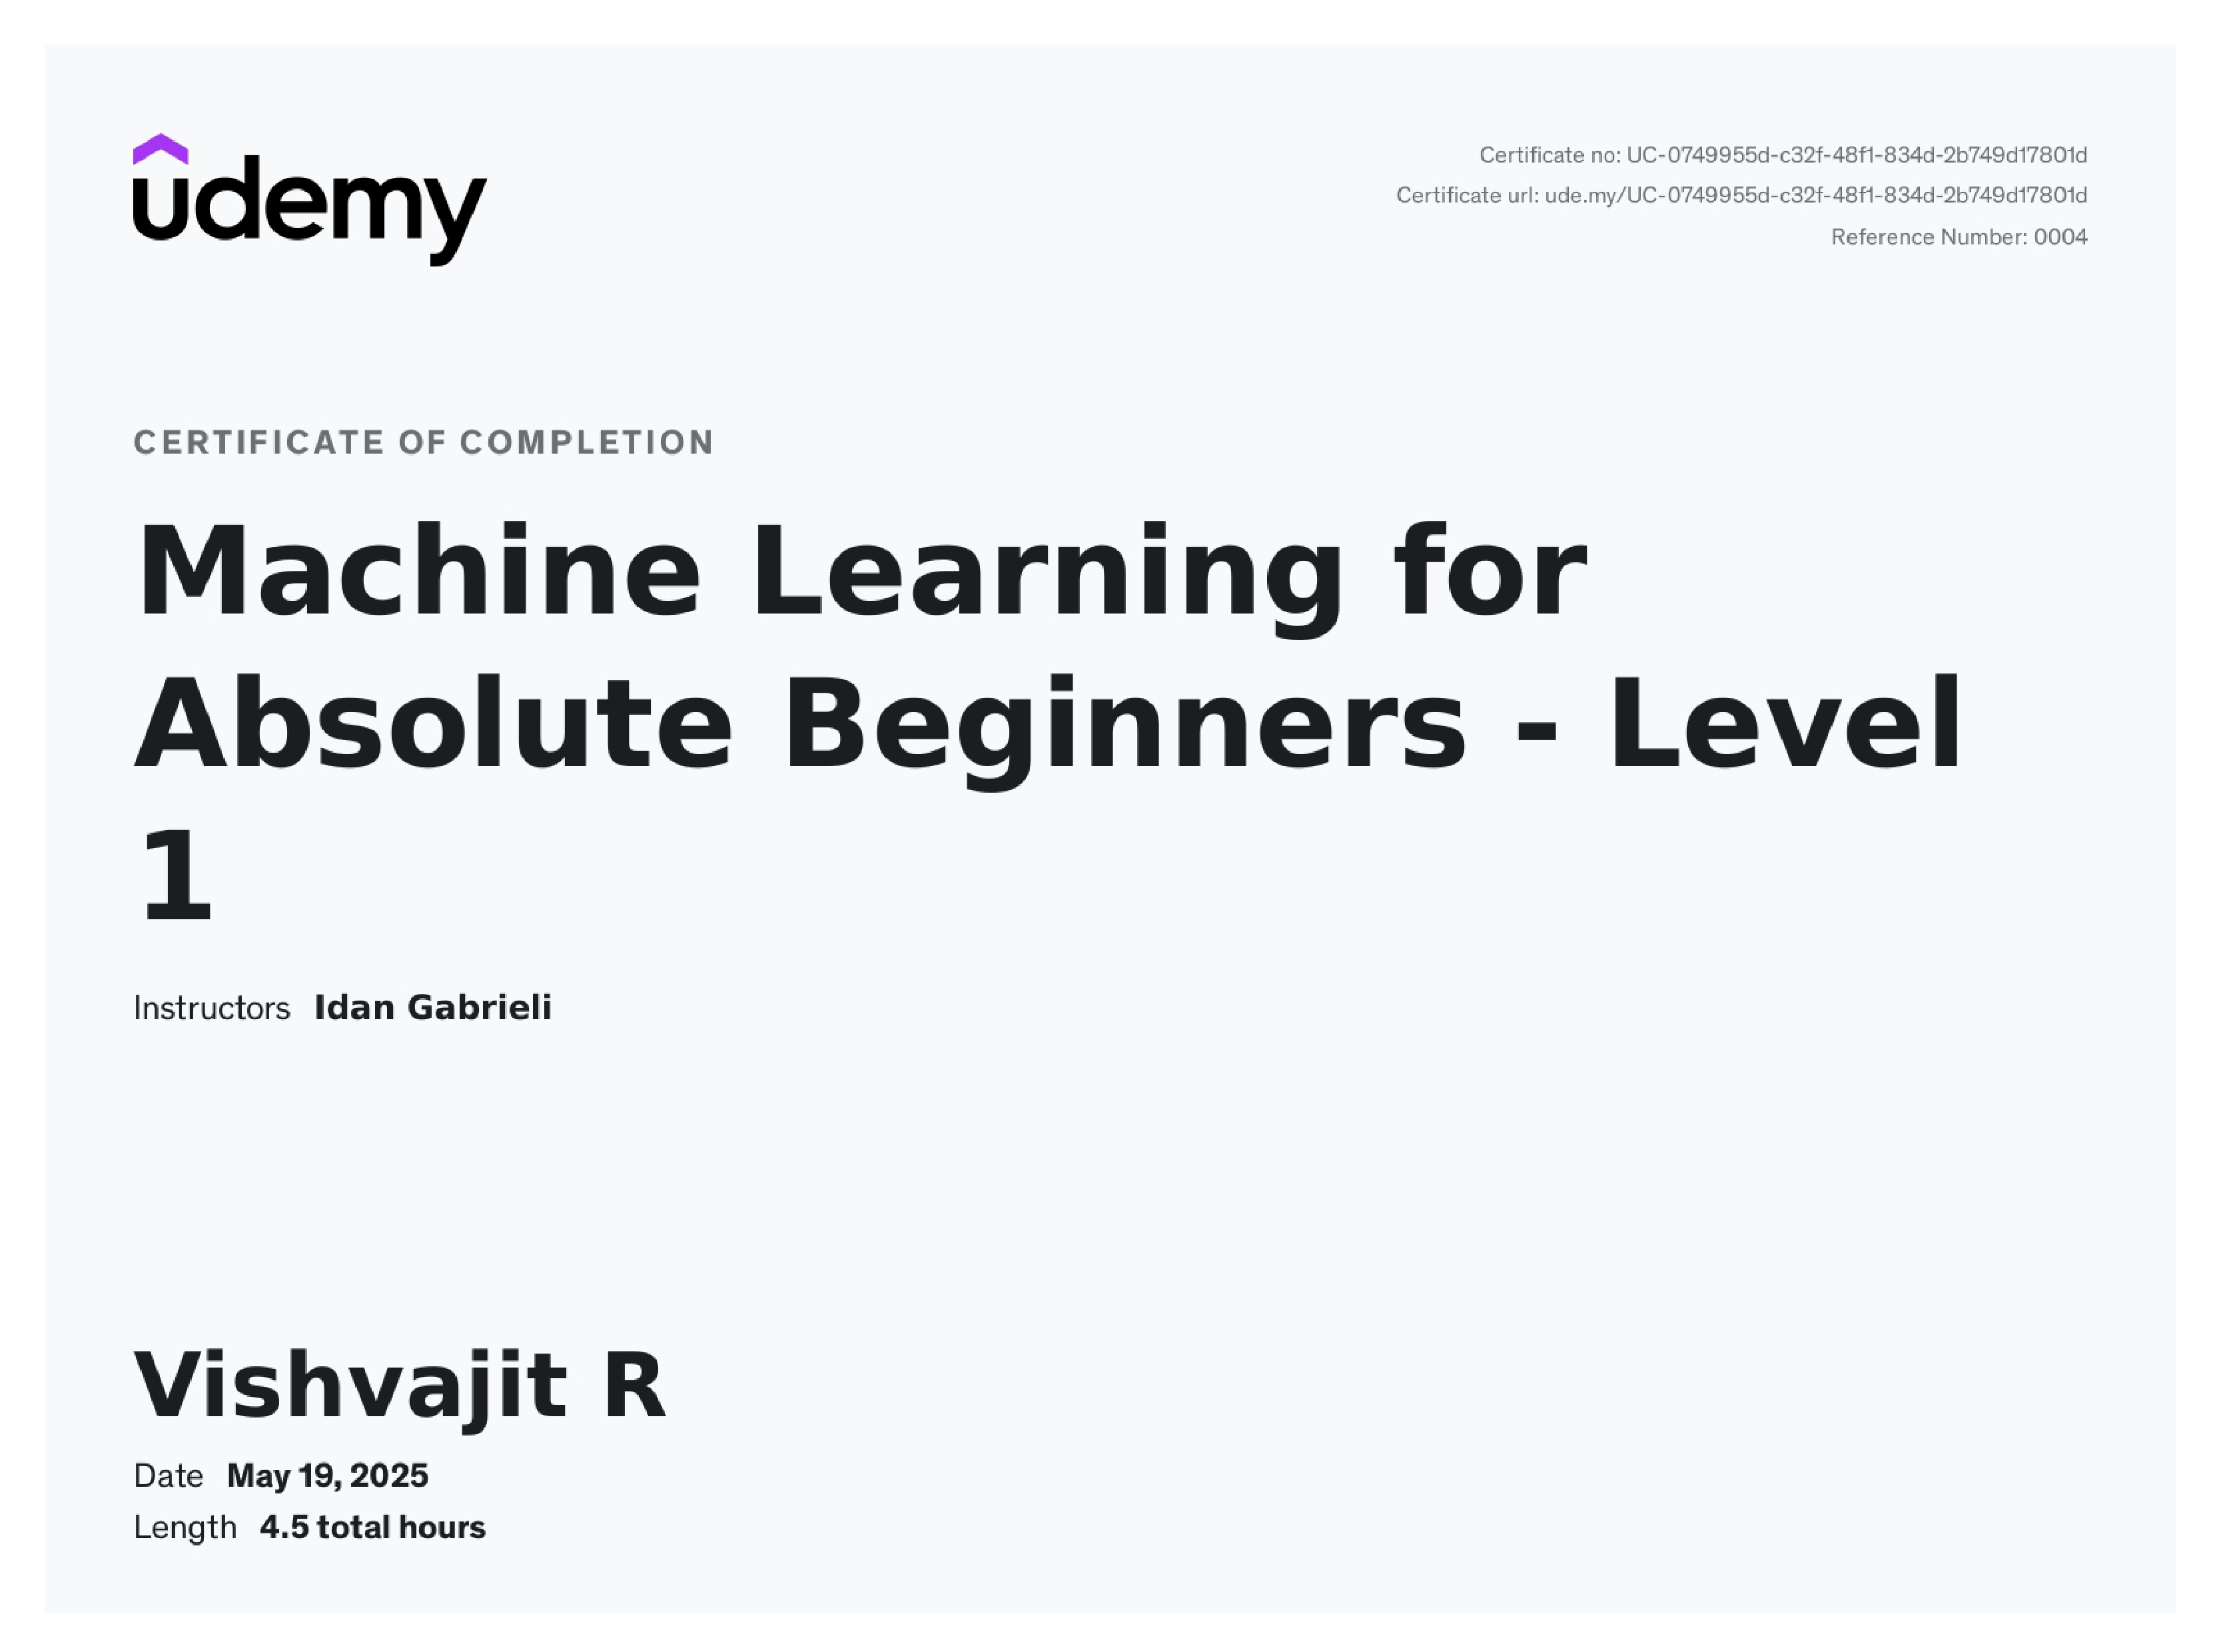 udemy
Certificate no: UC-0749955d-c32f-48f1-834d-2b749d17801d
Certificate url: ude.my/UC-0749955d-c32f-48f1-834d-2b749d17801d
Reference Number: 0004
CERTIFICATE OF COMPLETION
Machine Learning for
Absolute Beginners - Level
1
Instructors Idan Gabrieli
Vishvajit R
Date May 19, 2025
Length 4.5 total hours